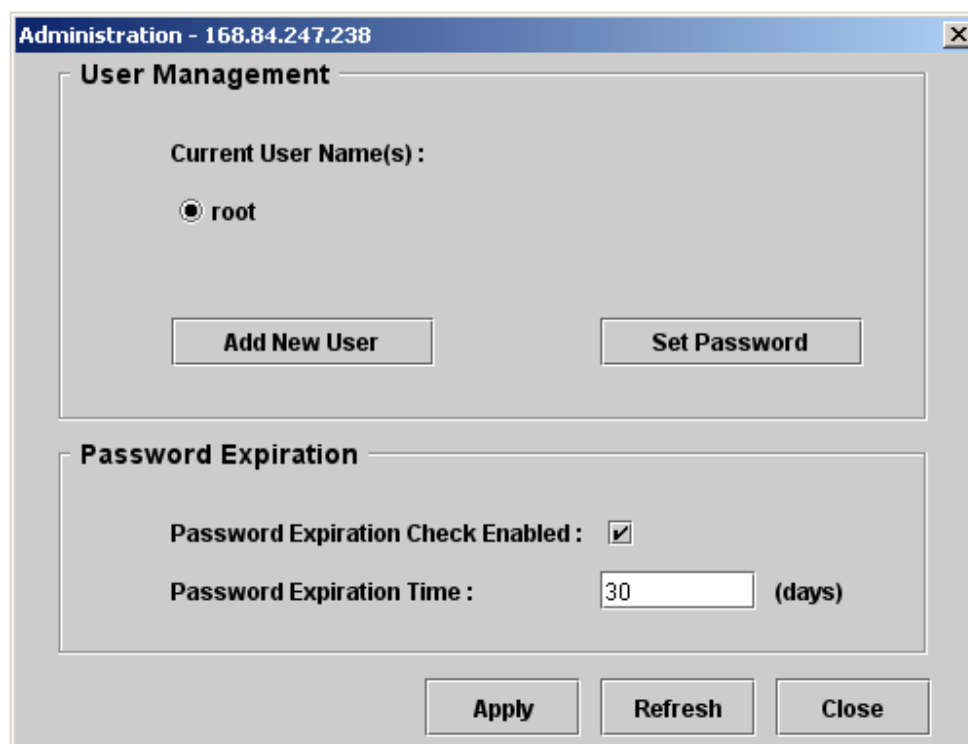 Administration - 168.84.247.238
User Management
Current User Name(s) :
root
Add New User Set Password
Password Expiration
Password Expiration Check Enabled :
Password Expiration Time : 30 (days)
Apply Refresh Close